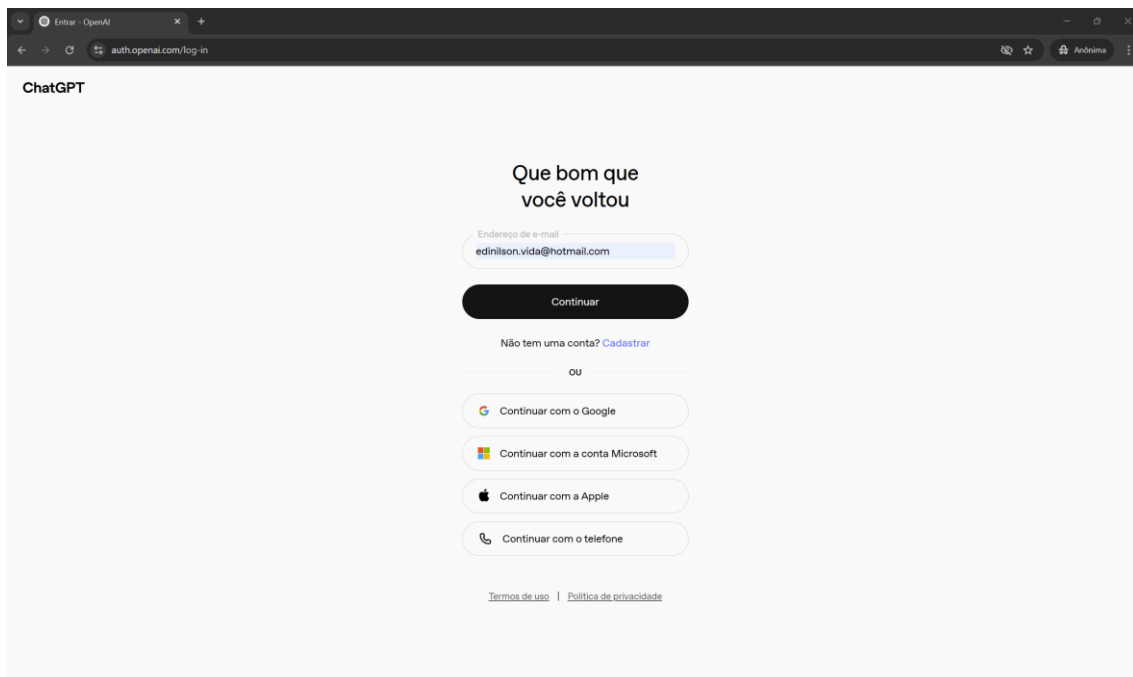 Entrar - OpenAI
auth.openai.com/log-in
Anônima
ChatGPT
Que bom que
você voltou
Endereço de e-mail
edinilson.vida@hotmail.com
Continuar
Não tem uma conta? Cadastrar
OU
Continuar com o Google
Continuar com a conta Microsoft
Continuar com a Apple
Continuar com o telefone
Termos de uso | Política de privacidade